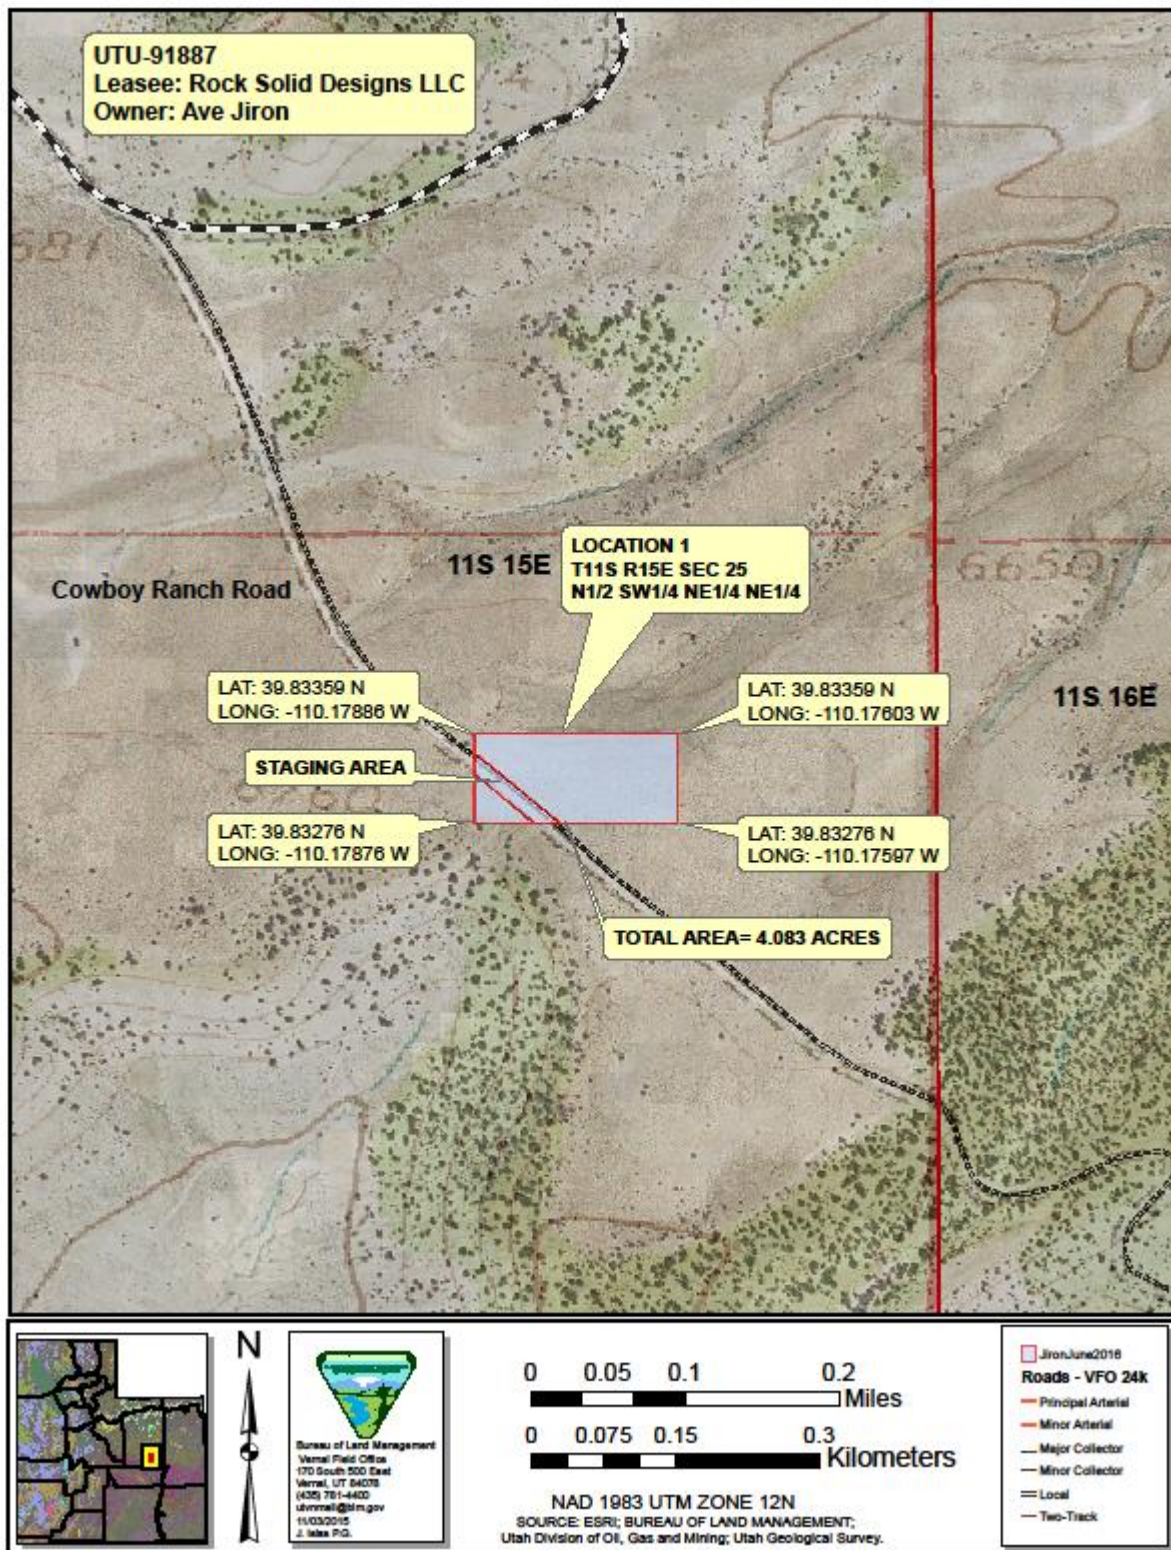 UTU-91887
Leasee: Rock Solid Designs LLC
Owner: Ave Jiron
6681
11S 15E
LOCATION 1
T11S R15E SEC 25
N1/2 SW1/4 NE1/4 NE1/4
Cowboy Ranch Road
LAT: 39.83359 N
LONG: -110.17886 W
LAT: 39.83359 N
LONG: -110.17603 W
11S 16E
STAGING AREA
LAT: 39.83276 N
LONG: -110.17876 W
LAT: 39.83276 N
LONG: -110.17597 W
TOTAL AREA= 4.083 ACRES
N
Bureau of Land Management
Vernal Field Office
170 South 500 East
Vernal, UT 84078
(435) 781-4400
utvnmail@blm.gov
11/03/2015
J. Islas P.G.
0 0.05 0.1 0.2
Miles
0 0.075 0.15 0.3
Kilometers
NAD 1983 UTM ZONE 12N
SOURCE: ESRI; BUREAU OF LAND MANAGEMENT;
Utah Division of Oil, Gas and Mining; Utah Geological Survey.
JironJune2016
Roads - VFO 24k
Principal Arterial
Minor Arterial
Major Collector
Minor Collector
Local
Two-Track